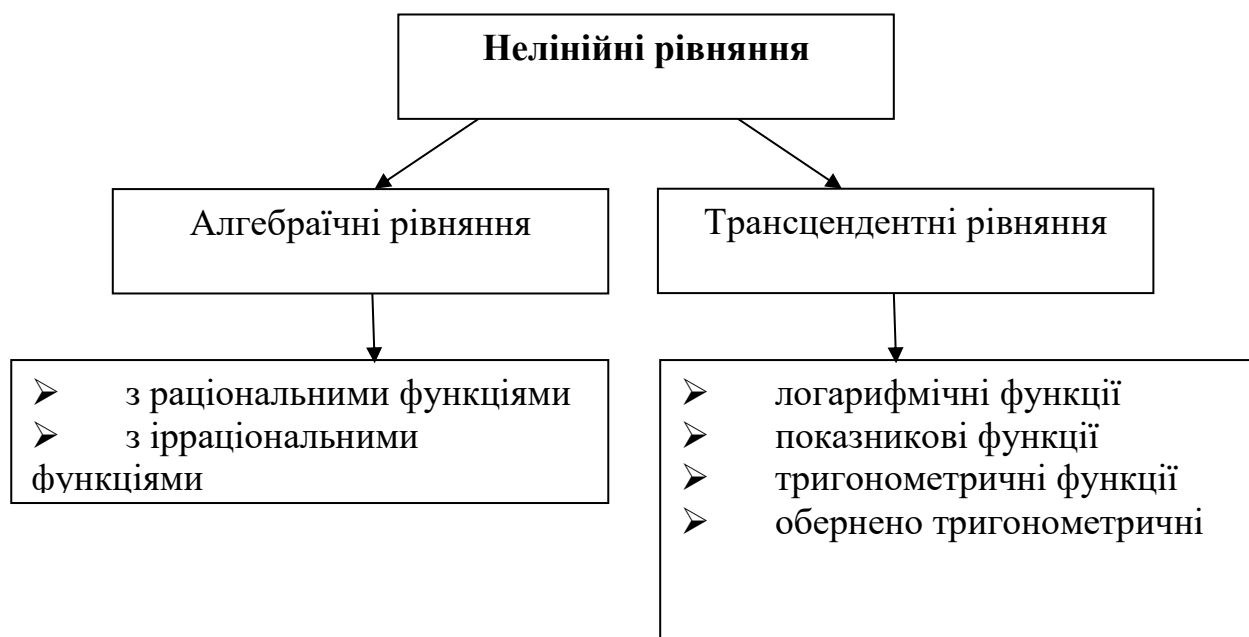 Нелінійні рівняння
Алгебраїчні рівняння
Трансцендентні рівняння
➢ з раціональними функціями
➢ з ірраціональними
функціями
➢ логарифмічні функції
➢ показникові функції
➢ тригонометричні функції
➢ обернено тригонометричні